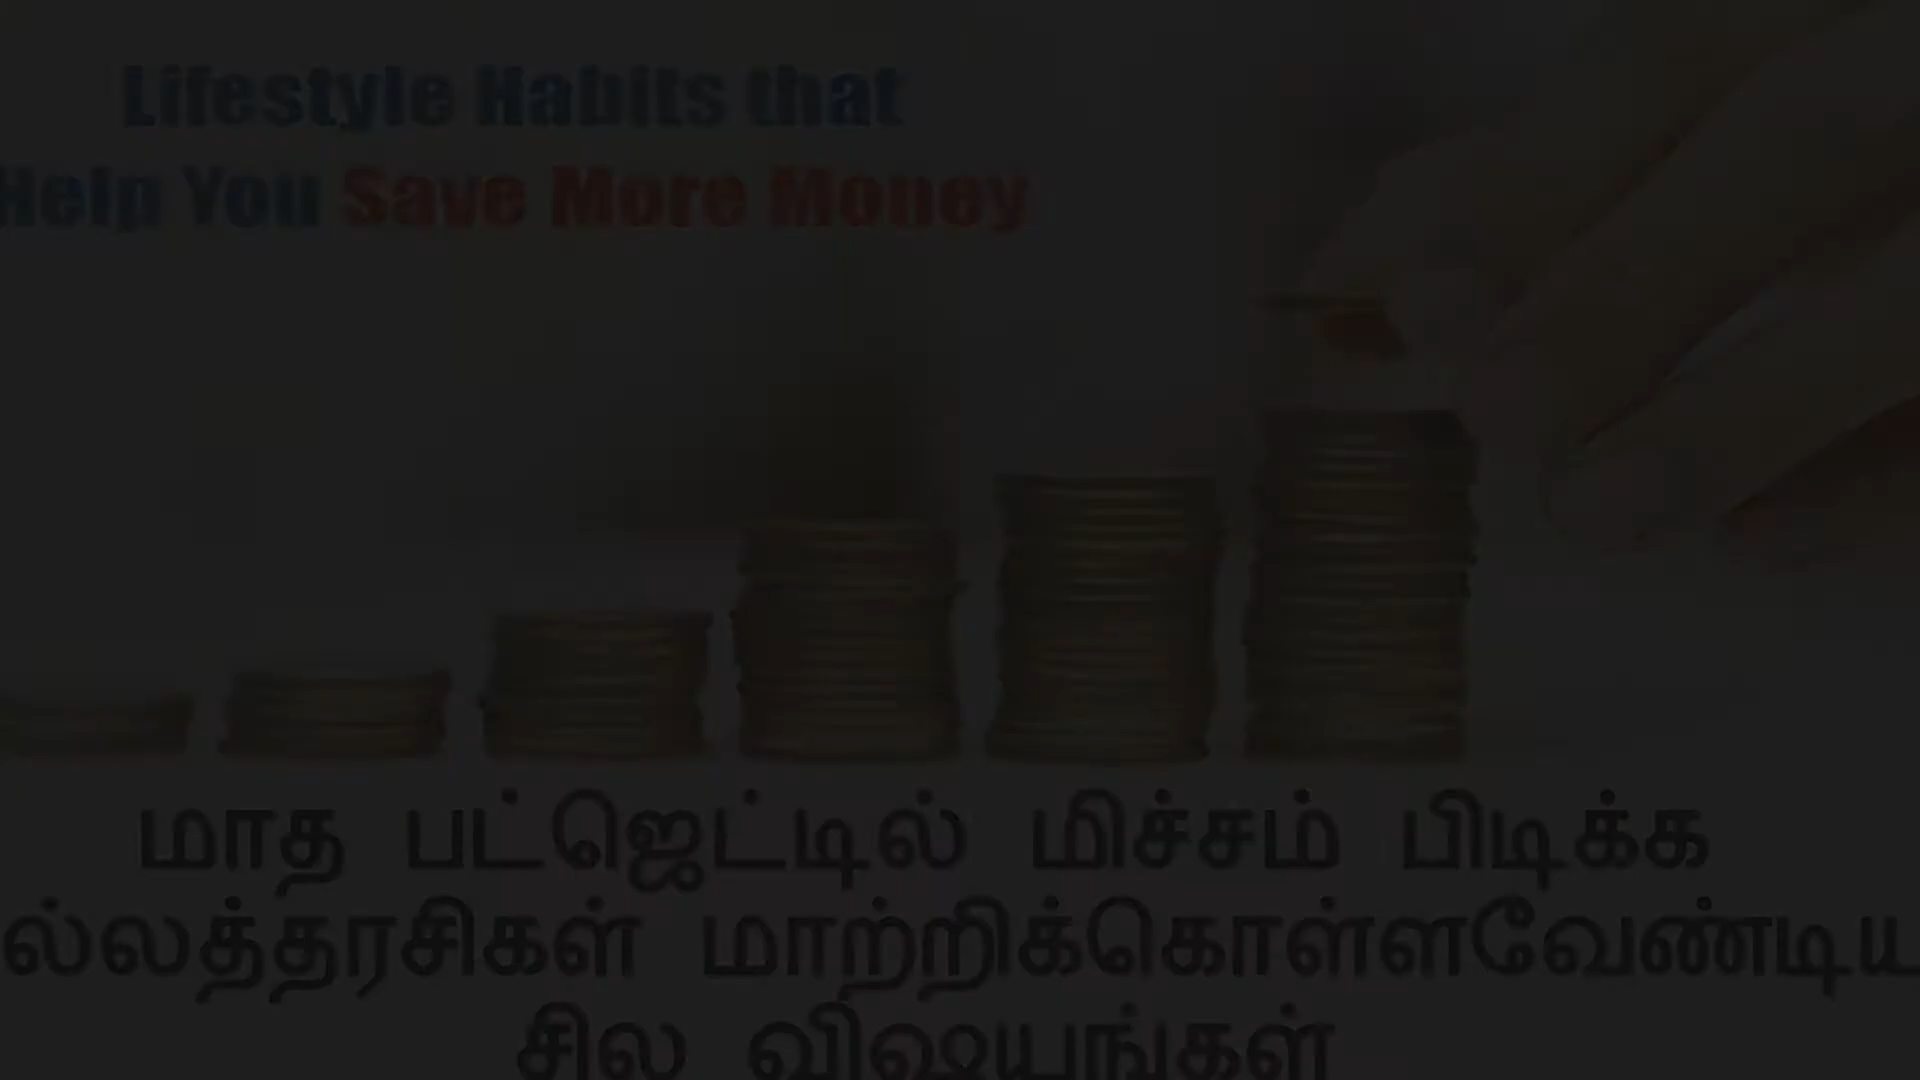 Lifestyle Habits that
Help You Save More Money
மாத பட்ஜெட்டில் மிச்சம் பிடிக்க
ல்லத்தரசிகள் மாற்றிக்கொள்ளவேண்டிய
சில விஷயங்கள்